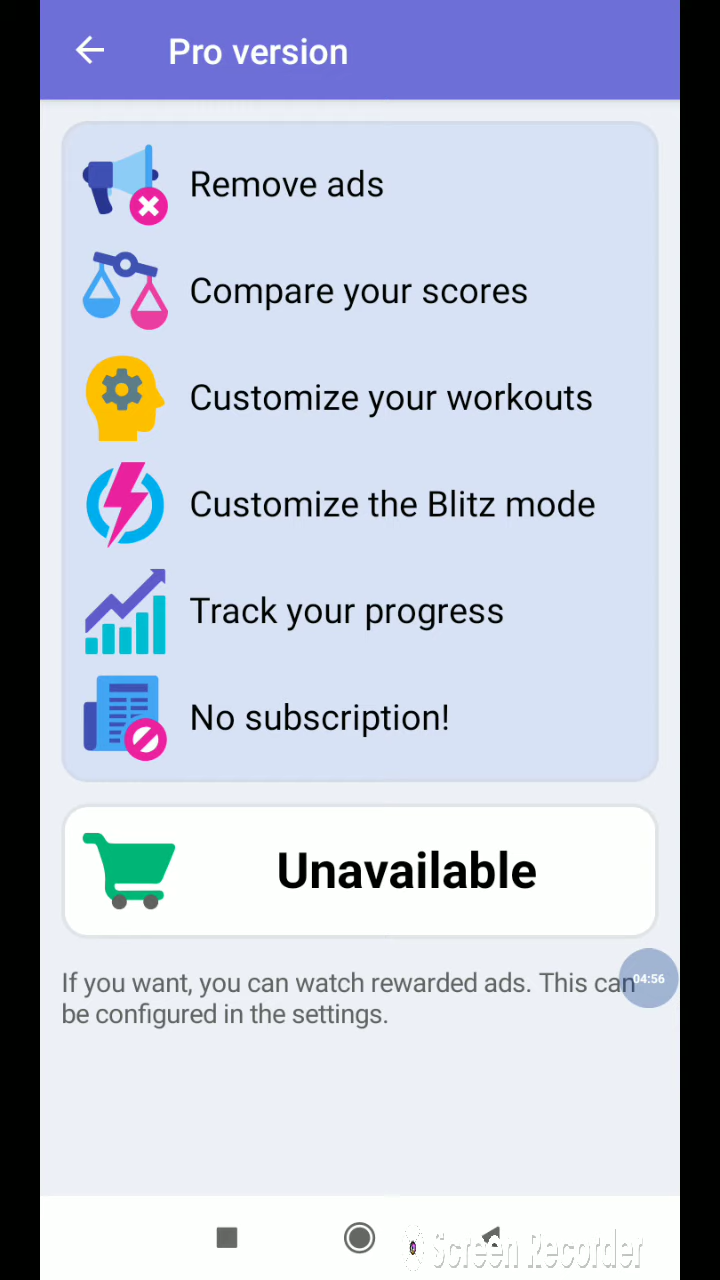 Pro version
Remove ads
Compare your scores
Customize your workouts
Customize the Blitz mode
Track your progress
No subscription!
Unavailable
If you want, you can watch rewarded ads. This can
be configured in the settings.
04:56
Screen Recorder